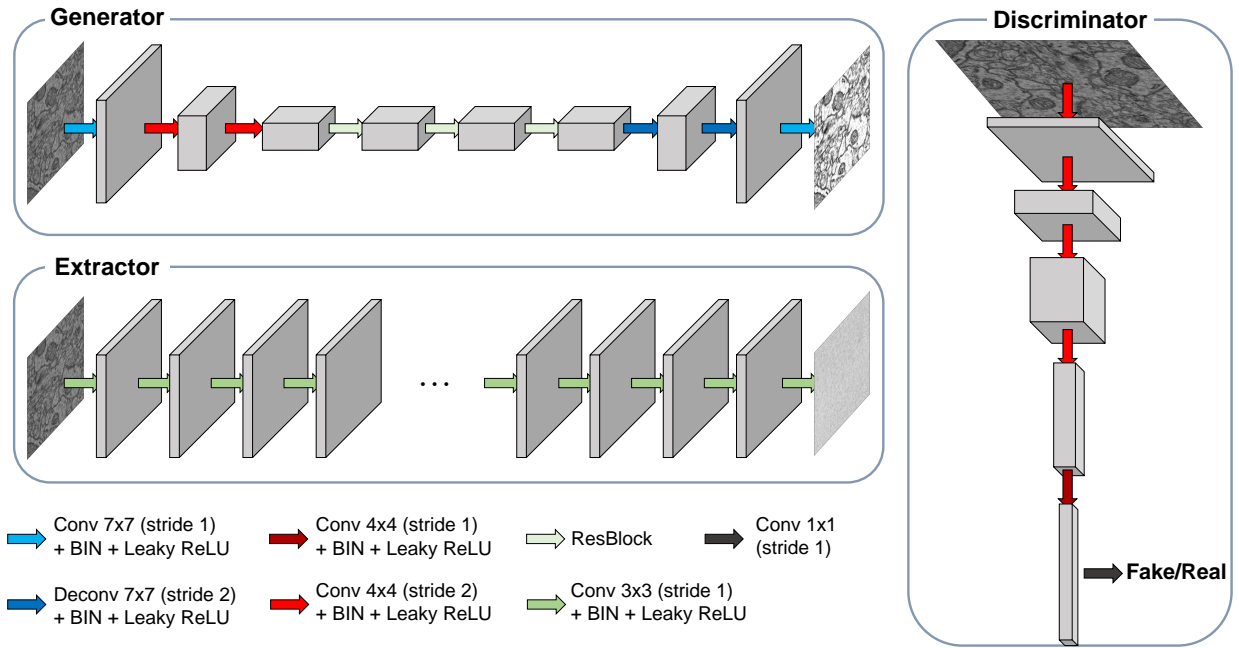 Generator
Discriminator
Extractor
...
Conv 7x7 (stride 1)
+ BIN + Leaky ReLU
Conv 4x4 (stride 1)
+ BIN + Leaky ReLU
ResBlock
Conv 1x1
(stride 1)
Deconv 7x7 (stride 2)
+ BIN + Leaky ReLU
Conv 4x4 (stride 2)
+ BIN + Leaky ReLU
Conv 3x3 (stride 1)
+ BIN + Leaky ReLU
Fake/Real